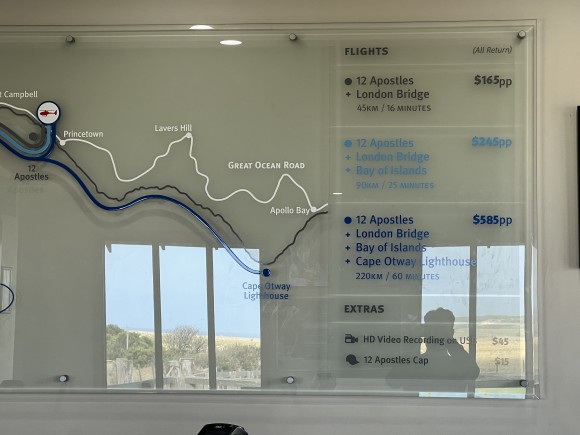 FLIGHTS (All Return)
12 Apostles $165pp
+ London Bridge
45KM / 16 MINUTES
12 Apostles $245pp
+ London Bridge
+ Bay of Islands
90KM / 25 MINUTES
12 Apostles $585pp
+ London Bridge
+ Bay of Islands
+ Cape Otway Lighthouse
220KM / 60 MINUTES
EXTRAS
HD Video Recording on US $45
12 Apostles Cap $15
t Campbell
Princetown
12
Apostles
Lavers Hill
GREAT OCEAN ROAD
Apollo Bay
Cape Otway
Lighthouse